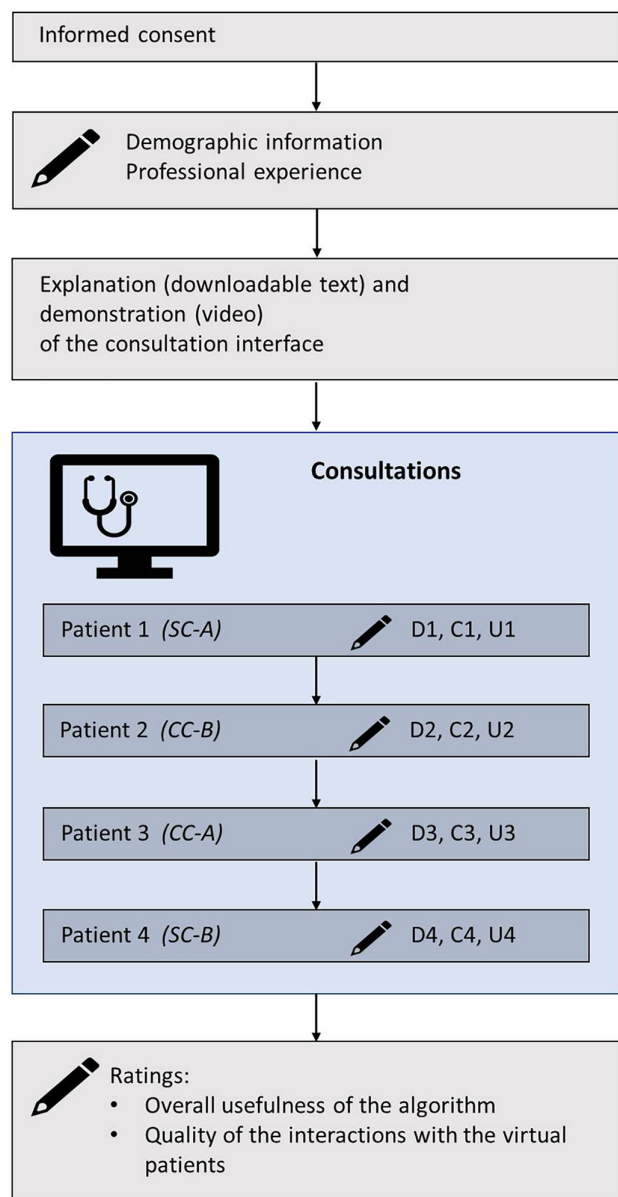 Informed consent
Demographic information
Professional experience
Explanation (downloadable text) and
demonstration (video)
of the consultation interface
Consultations
Patient 1 (SC-A) D1, C1, U1
Patient 2 (CC-B) D2, C2, U2
Patient 3 (CC-A) D3, C3, U3
Patient 4 (SC-B) D4, C4, U4
Ratings:
• Overall usefulness of the algorithm
• Quality of the interactions with the virtual
patients